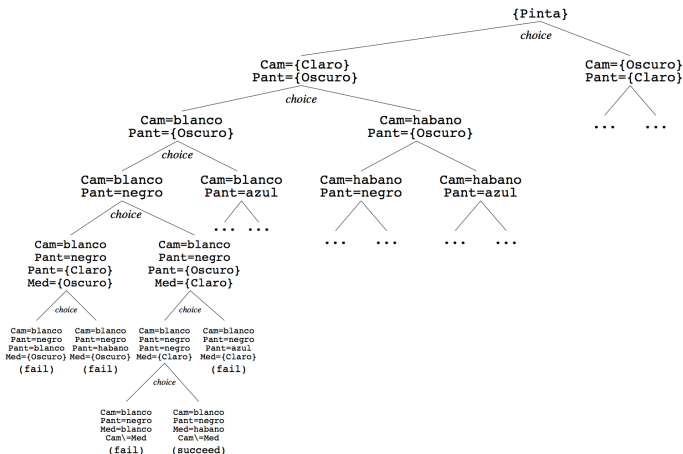 {Pinta}
choice
Cam={Claro}
Pant={Oscuro}
Cam={Oscuro}
Pant={Claro}
choice
... ...
Cam=blanco
Pant={Oscuro}
Cam=habano
Pant={Oscuro}
choice
Cam=blanco
Pant=negro
Cam=blanco
Pant=azul
Cam=habano
Pant=negro
Cam=habano
Pant=azul
choice
... ...
... ...
... ...
Cam=blanco
Pant=negro
Pant={Claro}
Med={Oscuro}
Cam=blanco
Pant=negro
Pant={Oscuro}
Med={Claro}
choice
choice
Cam=blanco
Pant=negro
Pant=blanco
Med={Oscuro}
(fail)
Cam=blanco
Pant=negro
Pant=habano
Med={Oscuro}
(fail)
Cam=blanco
Pant=negro
Pant=negro
Med={Claro}
Cam=blanco
Pant=negro
Pant=azul
Med={Claro}
(fail)
choice
Cam=blanco
Pant=negro
Med=blanco
Cam\=Med
(fail)
Cam=blanco
Pant=negro
Med=habano
Cam\=Med
(succeed)